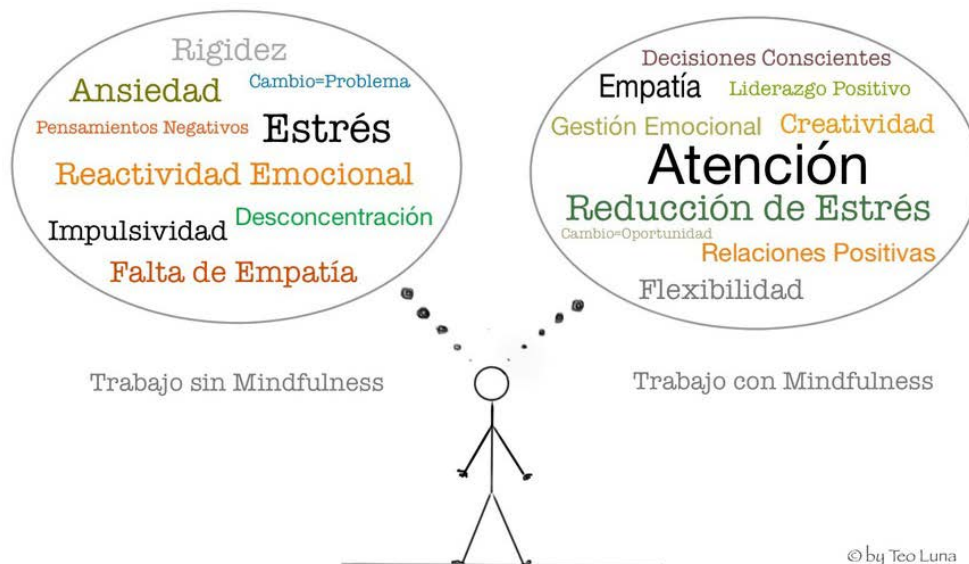 Rigidez
Ansiedad
Cambio=Problema
Pensamientos Negativos
Estrés
Reactividad Emocional
Impulsividad
Desconcentración
Falta de Empatía
Trabajo sin Mindfulness
Decisiones Conscientes
Empatía
Liderazgo Positivo
Gestión Emocional
Creatividad
Atención
Reducción de Estrés
Cambio=Oportunidad
Relaciones Positivas
Flexibilidad
Trabajo con Mindfulness
© by Teo Luna